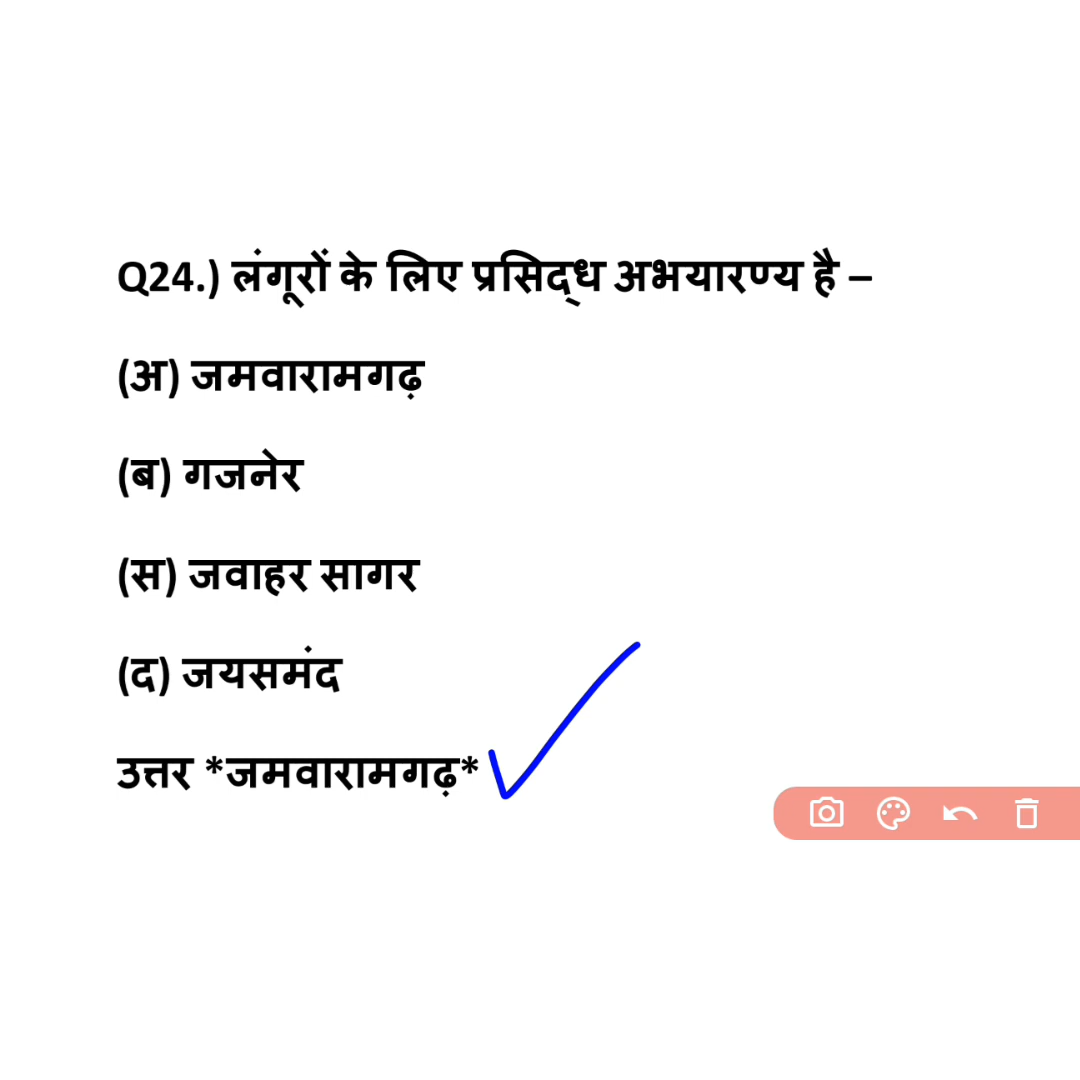 Q24.) लंगूरों के लिए प्रसिद्ध अभयारण्य है –
(अ) जमवारामगढ़
(ब) गजनेर
(स) जवाहर सागर
(द) जयसमंद
उत्तर *जमवारामगढ़*